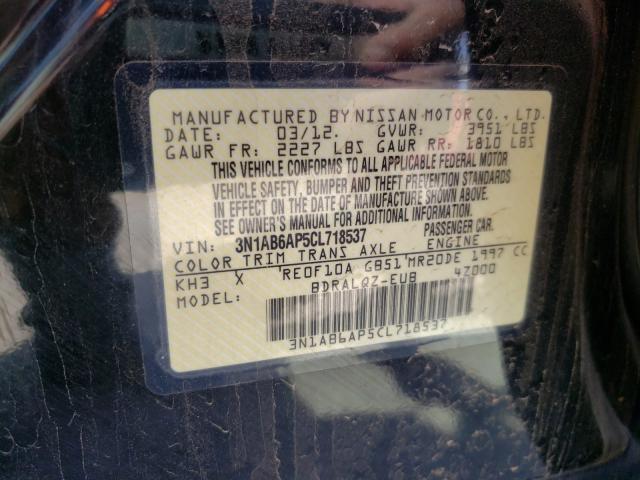 MANUFACTURED BY NISSAN MOTOR CO., LTD.
DATE: 03/12. GVWR: 3951 LBS
GAWR FR: 2227 LBS GAWR RR: 1810 LBS
THIS VEHICLE CONFORMS TO ALL APPLICABLE FEDERAL MOTOR
VEHICLE SAFETY, BUMPER AND THEFT PREVENTION STANDARDS
IN EFFECT ON THE DATE OF MANUFACTURE SHOWN ABOVE.
SEE OWNER'S MANUAL FOR ADDITIONAL INFORMATION.
VIN: 3N1AB6AP5CL718537 PASSENGER CAR.
COLOR TRIM TRANS AXLE ENGINE
KH3 X 'RE0F10A GB51'MR20DE 1997 CC
MODEL: BDRALQZ-EUB 4Z000
3N1AB6AP5CL718537